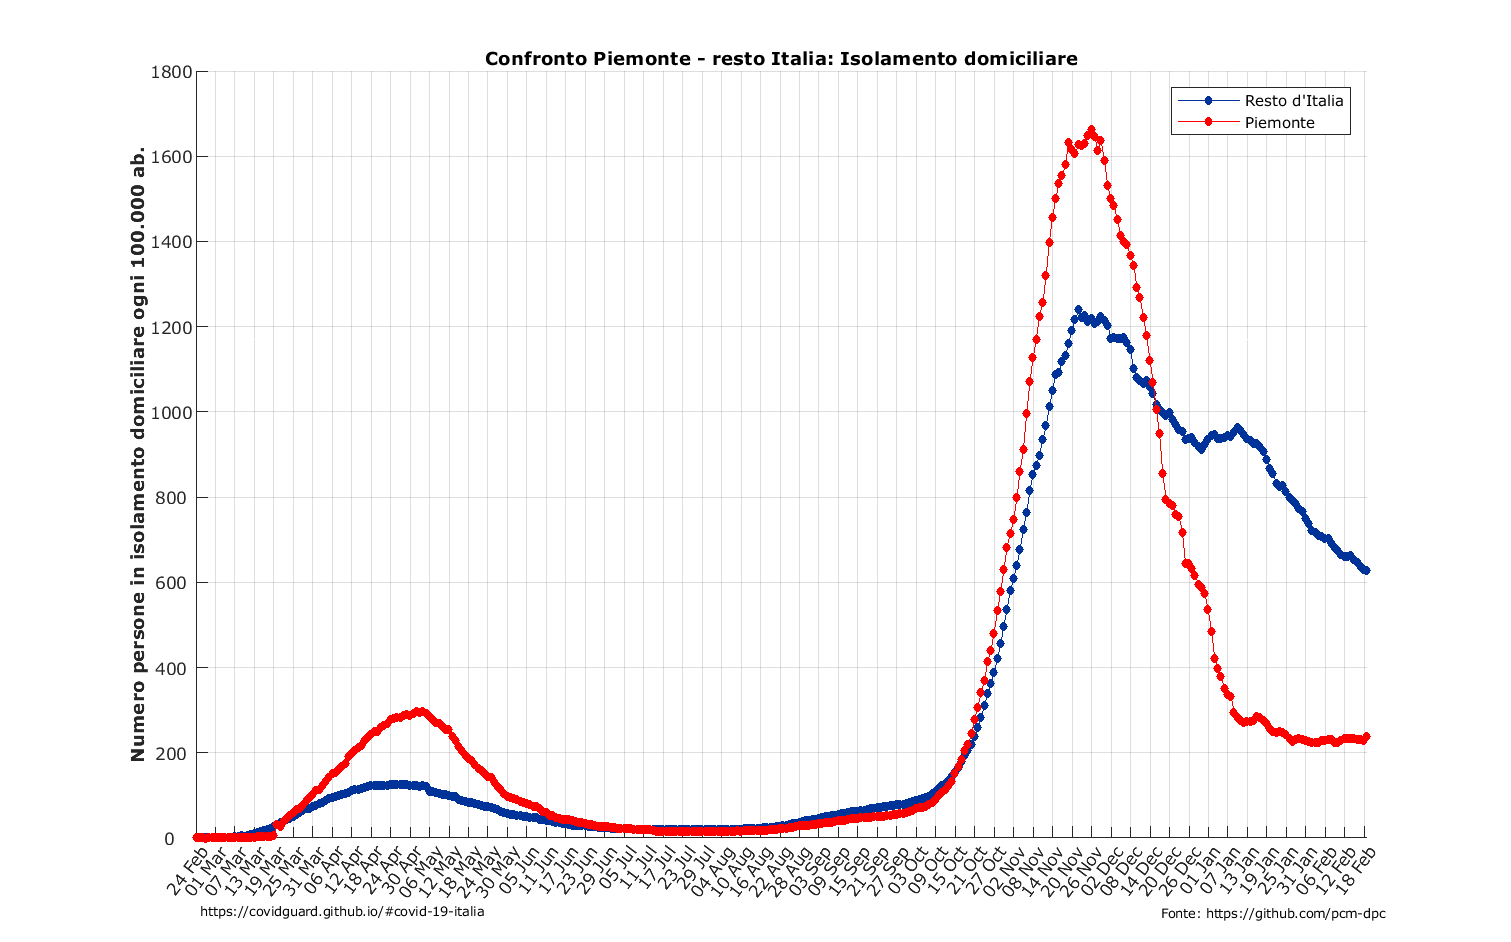 Confronto Piemonte - resto Italia: Isolamento domiciliare
Numero persone in isolamento domiciliare ogni 100.000 ab.
1800
1600
1400
1200
1000
800
600
400
200
0
Resto d'Italia
Piemonte
24 Feb
01 Mar
07 Mar
13 Mar
19 Mar
25 Mar
31 Mar
06 Apr
12 Apr
18 Apr
24 Apr
30 Apr
06 May
12 May
18 May
24 May
30 May
05 Jun
11 Jun
17 Jun
23 Jun
29 Jun
05 Jul
11 Jul
17 Jul
23 Jul
29 Jul
04 Aug
10 Aug
16 Aug
22 Aug
28 Aug
03 Sep
09 Sep
15 Sep
21 Sep
27 Sep
03 Oct
09 Oct
15 Oct
21 Oct
27 Oct
02 Nov
08 Nov
14 Nov
20 Nov
26 Nov
02 Dec
08 Dec
14 Dec
20 Dec
26 Dec
01 Jan
07 Jan
13 Jan
19 Jan
25 Jan
31 Jan
06 Feb
12 Feb
18 Feb
https://covidguard.github.io/#covid-19-italia
Fonte: https://github.com/pcm-dpc